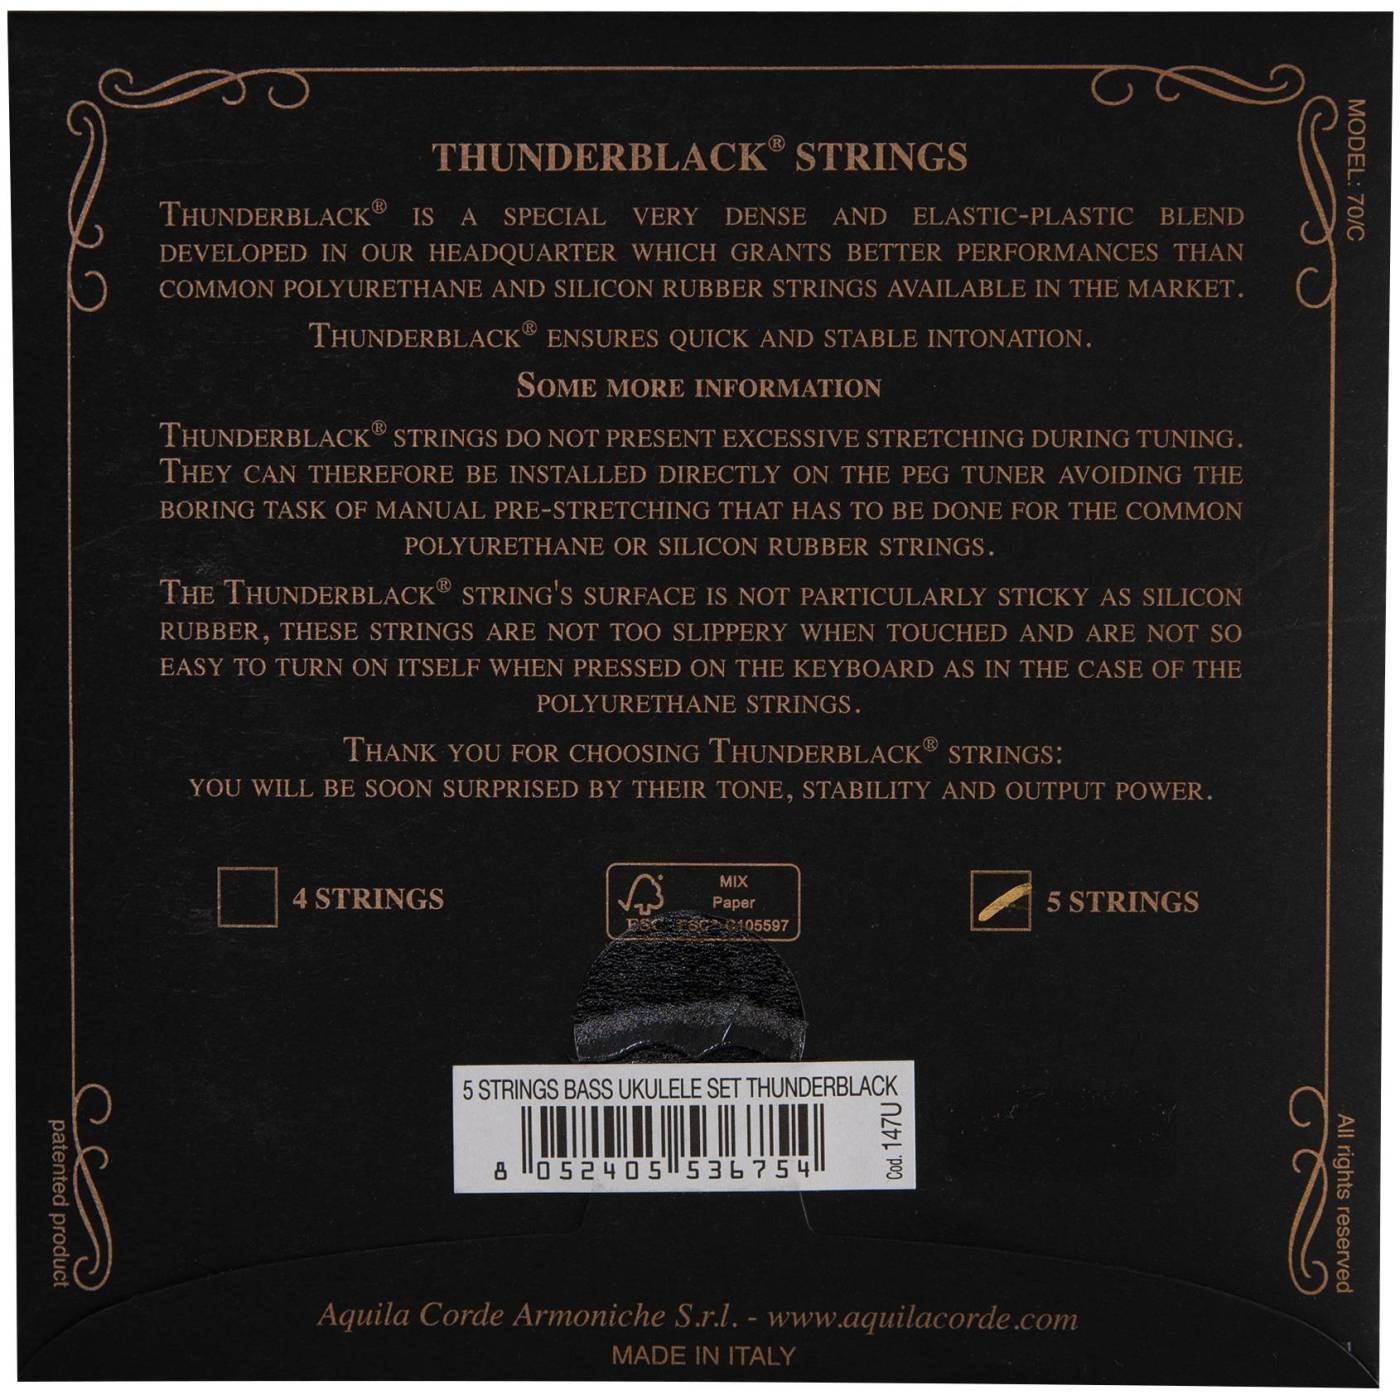 THUNDERBLACK® STRINGS
THUNDERBLACK® IS A SPECIAL VERY DENSE AND ELASTIC-PLASTIC BLEND
DEVELOPED IN OUR HEADQUARTER WHICH GRANTS BETTER PERFORMANCES THAN
COMMON POLYURETHANE AND SILICON RUBBER STRINGS AVAILABLE IN THE MARKET.
THUNDERBLACK® ENSURES QUICK AND STABLE INTONATION.
SOME MORE INFORMATION
THUNDERBLACK® STRINGS DO NOT PRESENT EXCESSIVE STRETCHING DURING TUNING.
THEY CAN THEREFORE BE INSTALLED DIRECTLY ON THE PEG TUNER AVOIDING THE
BORING TASK OF MANUAL PRE-STRETCHING THAT HAS TO BE DONE FOR THE COMMON
POLYURETHANE OR SILICON RUBBER STRINGS.
THE THUNDERBLACK® STRING'S SURFACE IS NOT PARTICULARLY STICKY AS SILICON
RUBBER, THESE STRINGS ARE NOT TOO SLIPPERY WHEN TOUCHED AND ARE NOT SO
EASY TO TURN ON ITSELF WHEN PRESSED ON THE KEYBOARD AS IN THE CASE OF THE
POLYURETHANE STRINGS.
THANK YOU FOR CHOOSING THUNDERBLACK® STRINGS:
YOU WILL BE SOON SURPRISED BY THEIR TONE, STABILITY AND OUTPUT POWER.
4 STRINGS
MIX
Paper
FSC C105597
5 STRINGS
5 STRINGS BASS UKULELE SET THUNDERBLACK
8 052405 536754
Cod. 147U
MODEL: 70/C
patented product
All rights reserved
Aquila Corde Armoniche S.r.l. - www.aquilacorde.com
MADE IN ITALY